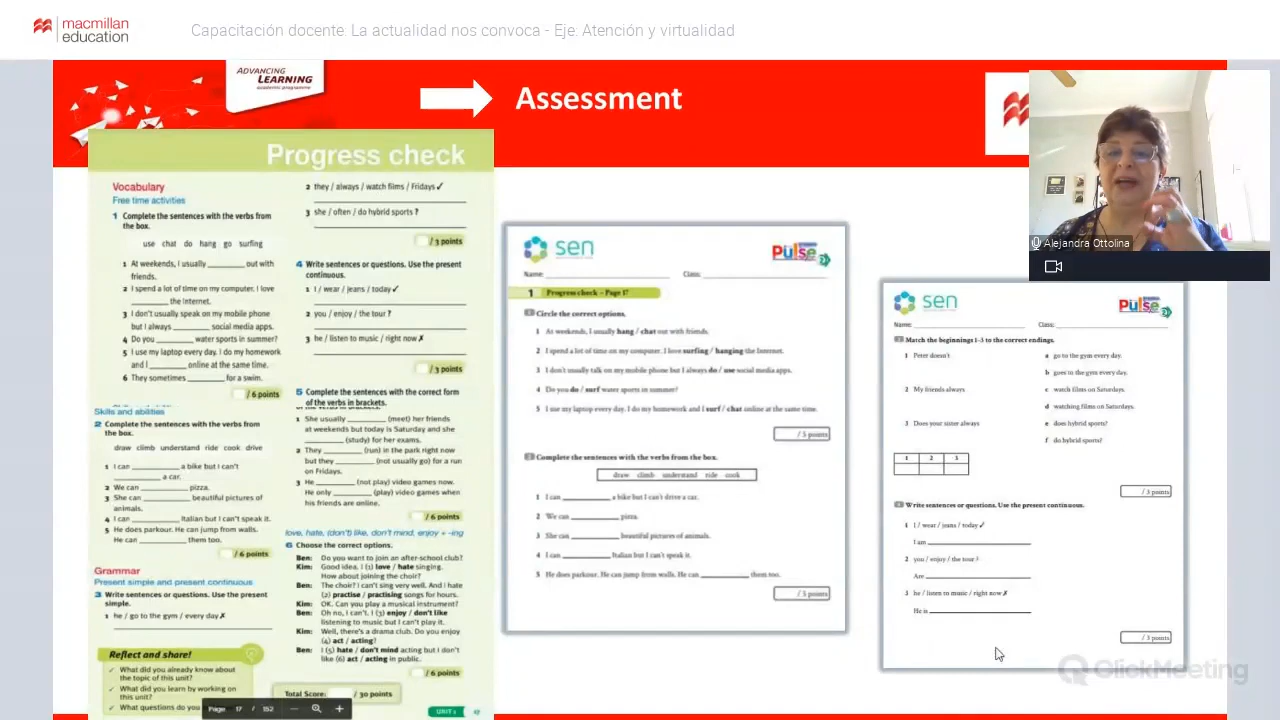 macmillan
education
Capacitación docente: La actualidad nos convoca - Eje: Atención y virtualidad
ADVANCING
LEARNING
academic programme
Assessment
Alejandra Ottolina
Progress check
Vocabulary
Free time activities
1 Complete the sentences with the verbs from
the box.
use chat do hang go surfing
1 At weekends, I usually ________ out with
friends.
2 I spend a lot of time on my computer. I love
________ the Internet.
3 I don't usually speak on my mobile phone
but I always ________ social media apps.
4 Do you ________ water sports in summer?
5 I use my laptop every day. I do my homework
and I ________ online at the same time.
6 They sometimes ________ for a swim.
/ 6 points
Skills and abilities
2 Complete the sentences with the verbs from
the box.
draw climb understand ride cook drive
1 I can ________ a bike but I can't
________ a car.
2 We can ________ pizza.
3 She can ________ beautiful pictures of
animals.
4 I can ________ Italian but I can't speak it.
5 He does parkour. He can jump from walls.
He can ________ them too.
/ 6 points
Grammar
Present simple and present continuous
3 Write sentences or questions. Use the present
simple.
1 he / go to the gym / every day ✗
Reflect and share!
✓ What did you already know about
the topic of this unit?
✓ What did you learn by working on
this unit?
✓ What questions do you
2 they / always / watch films / Fridays ✓
3 she / often / do hybrid sports ?
/ 3 points
4 Write sentences or questions. Use the present
continuous.
1 I / wear / jeans / today ✓
2 you / enjoy / the tour ?
3 he / listen to music / right now ✗
/ 3 points
5 Complete the sentences with the correct form
of the verbs in brackets.
1 She usually ________ (meet) her friends
at weekends but today is Saturday and she
________ (study) for her exams.
2 They ________ (run) in the park right now
but they ________ (not usually go) for a run
on Fridays.
3 He ________ (not play) video games now.
He only ________ (play) video games when
his friends are online.
/ 6 points
love, hate, (don't) like, don't mind, enjoy + -ing
6 Choose the correct options.
Ben: Do you want to join an after-school club?
Kim: Good idea, I (1) love / hate singing.
How about joining the choir?
Ben: The choir? I can't sing very well. And I hate
(2) practise / practising songs for hours.
Kim: OK. Can you play a musical instrument?
Ben: Oh no, I can't. I (3) enjoy / don't like
listening to music but I can't play it.
Kim: Well, there's a drama club. Do you enjoy
(4) act / acting?
Ben: I (5) hate / don't mind acting but I don't
like (6) act / acting in public.
/ 6 points
Total Score: / 30 points
UNIT 1 17
Page 17 / 152 − +
sen
Pulse 3
Name: Class:
1 Progress check – Page 17
1 Circle the correct options.
1 At weekends, I usually hang / chat out with friends.
2 I spend a lot of time on my computer. I love surfing / hanging the Internet.
3 I don't usually talk on my mobile phone but I always do / use social media apps.
4 Do you do / surf water sports in summer?
5 I use my laptop every day. I do my homework and I surf / chat online at the same time.
/ 5 points
2 Complete the sentences with the verbs from the box.
draw climb understand ride cook
1 I can ________ a bike but I can't drive a car.
2 We can ________ pizza.
3 She can ________ beautiful pictures of animals.
4 I can ________ Italian but I can't speak it.
5 He does parkour. He can jump from walls. He can ________ them too.
/ 5 points
sen
Pulse 3
Name: Class:
3 Match the beginnings 1-3 to the correct endings.
1 Peter doesn't a go to the gym every day.
b goes to the gym every day.
2 My friends always c watch films on Saturdays.
d watching films on Saturdays.
3 Does your sister always e does hybrid sports?
f do hybrid sports?
1 2 3
/ 3 points
4 Write sentences or questions. Use the present continuous.
1 I / wear / jeans / today ✓
I am ________
2 you / enjoy / the tour ?
Are ________
3 he / listen to music / right now ✗
He is ________
/ 3 points
ClickMeeting